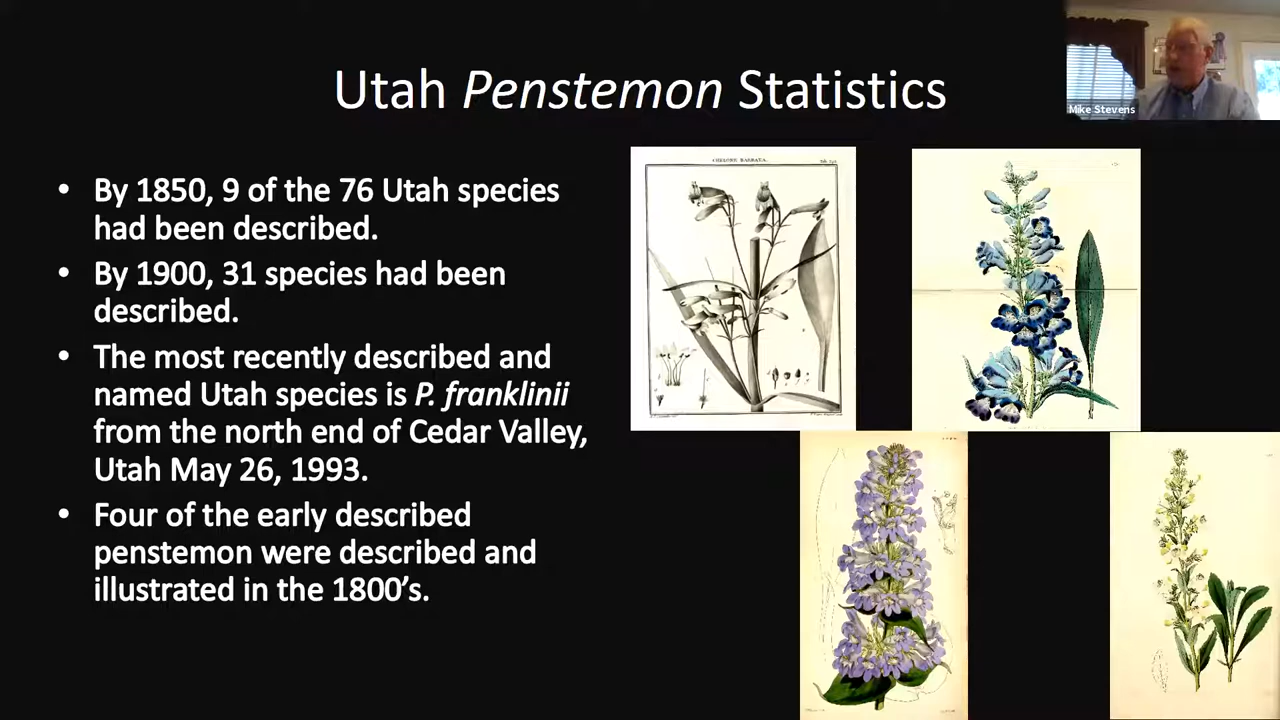 Utah Penstemon Statistics
Mike Stevens
• By 1850, 9 of the 76 Utah species
had been described.
• By 1900, 31 species had been
described.
• The most recently described and
named Utah species is P. franklinii
from the north end of Cedar Valley,
Utah May 26, 1993.
• Four of the early described
penstemon were described and
illustrated in the 1800’s.
CHELONE BARBATA.